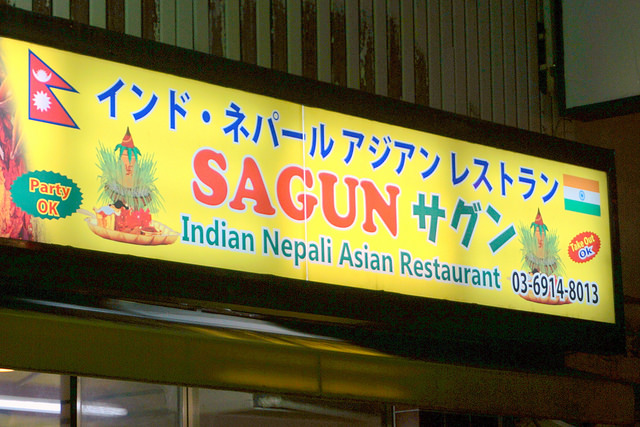 インド・ネパール アジアン レストラン
SAGUN サグン
Indian Nepali Asian Restaurant
Party
OK
Take Out
OK
03-6914-8013